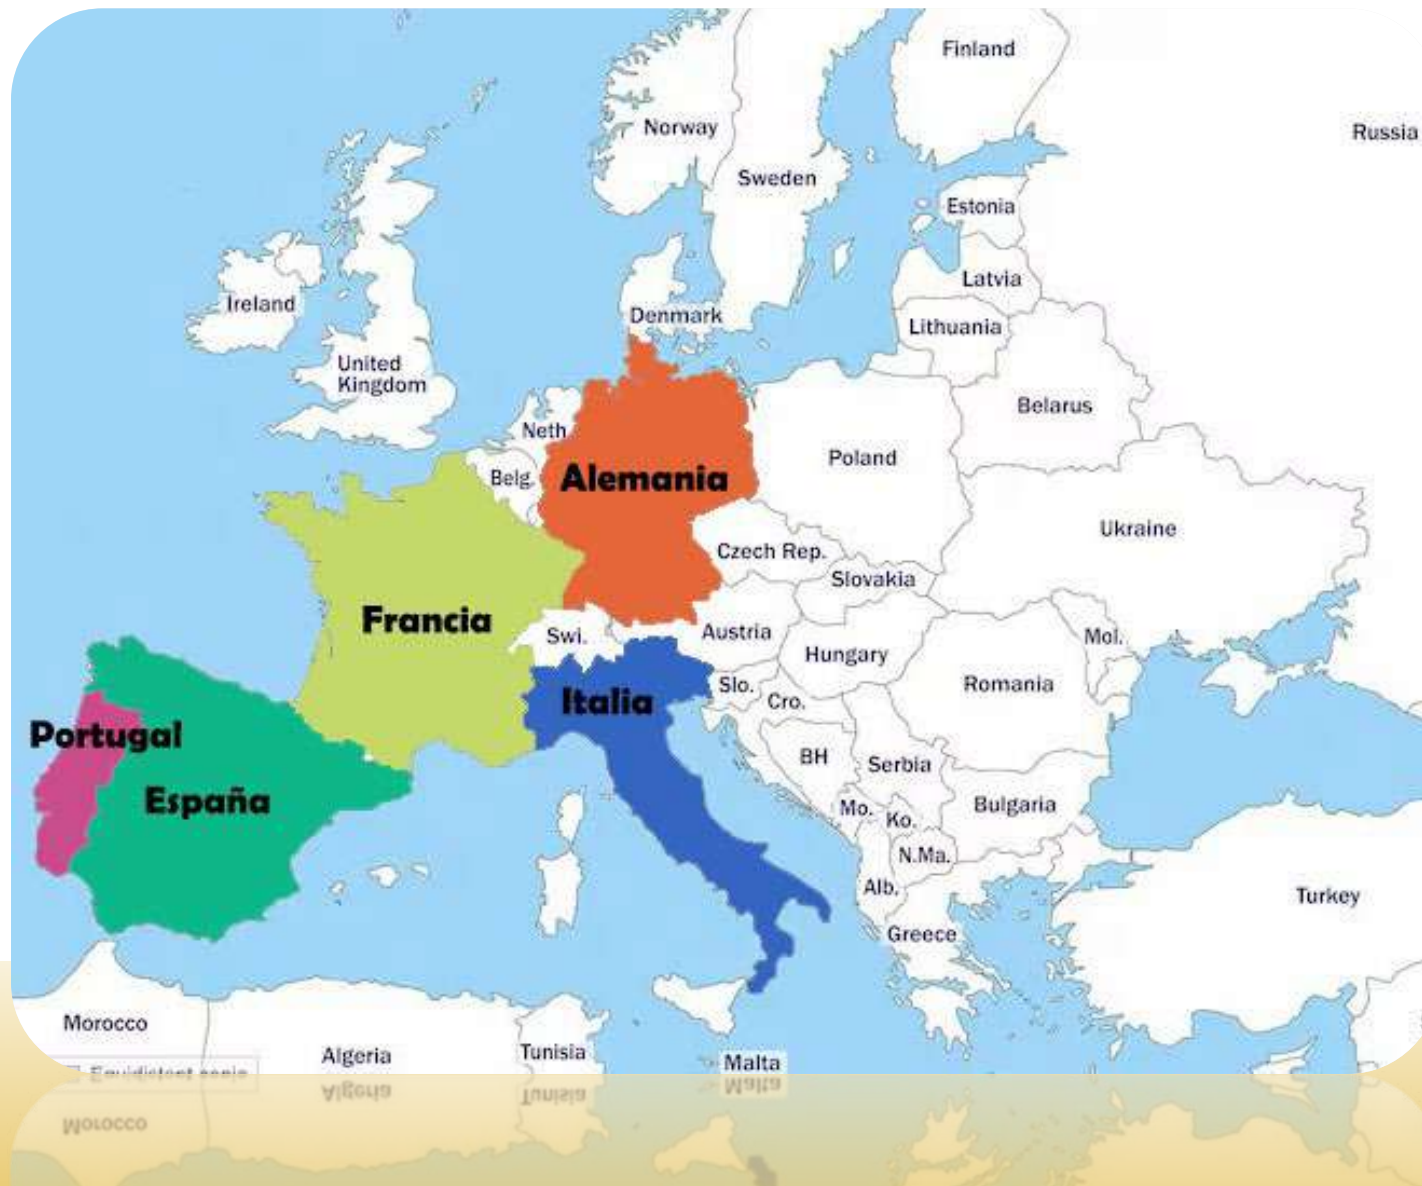 Finland
Norway
Russia
Sweden
Estonia
Latvia
Ireland
Denmark
Lithuania
United
Kingdom
Belarus
Neth
Poland
Belg.
Alemania
Ukraine
Czech Rep.
Slovakia
Francia
Swi.
Austria
Mol.
Hungary
Slo.
Romania
Italia
Cro.
Portugal
BH
Serbia
España
Mo.
Ko.
Bulgaria
N.Ma.
Alb.
Turkey
Greece
Morocco
Algeria
Tunisia
Malta